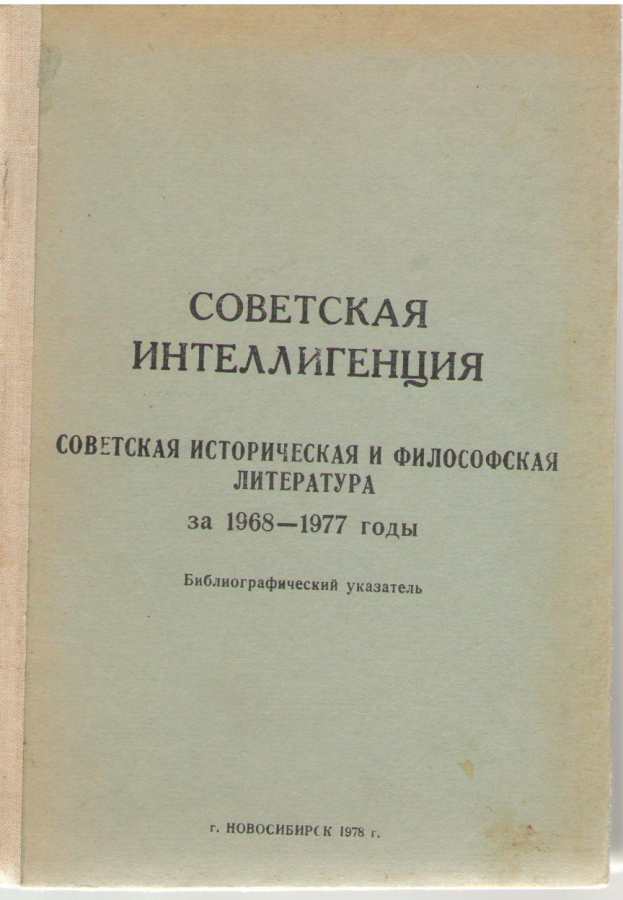 СОВЕТСКАЯ
ИНТЕЛЛИГЕНЦИЯ
СОВЕТСКАЯ ИСТОРИЧЕСКАЯ И ФИЛОСОФСКАЯ
ЛИТЕРАТУРА
за 1968—1977 годы
Библиографический указатель
г. НОВОСИБИРСК 1978 г.